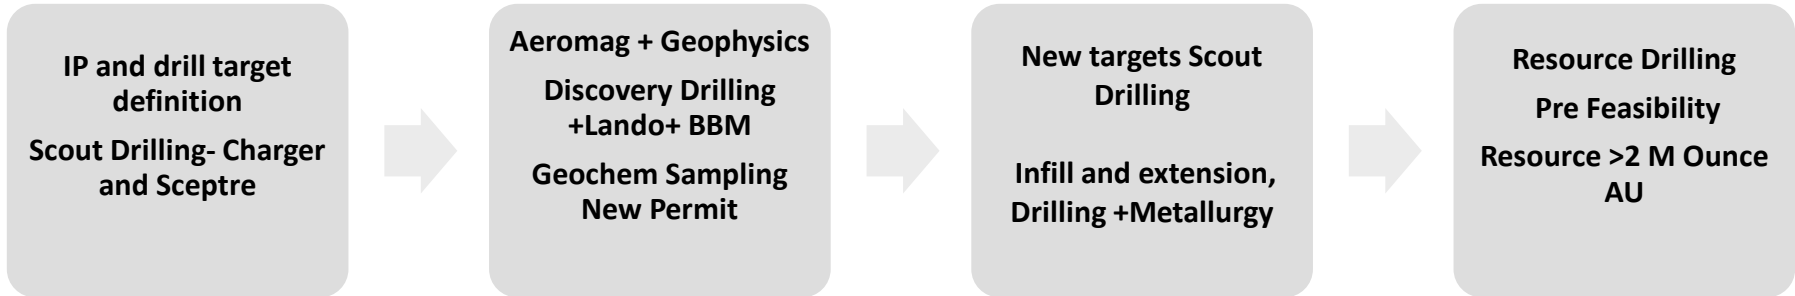 IP and drill target
definition
Scout Drilling- Charger
and Sceptre
Aeromag + Geophysics
Discovery Drilling
+Lando+ BBM
Geochem Sampling
New Permit
New targets Scout
Drilling
Infill and extension,
Drilling +Metallurgy
Resource Drilling
Pre Feasibility
Resource >2 M Ounce
AU